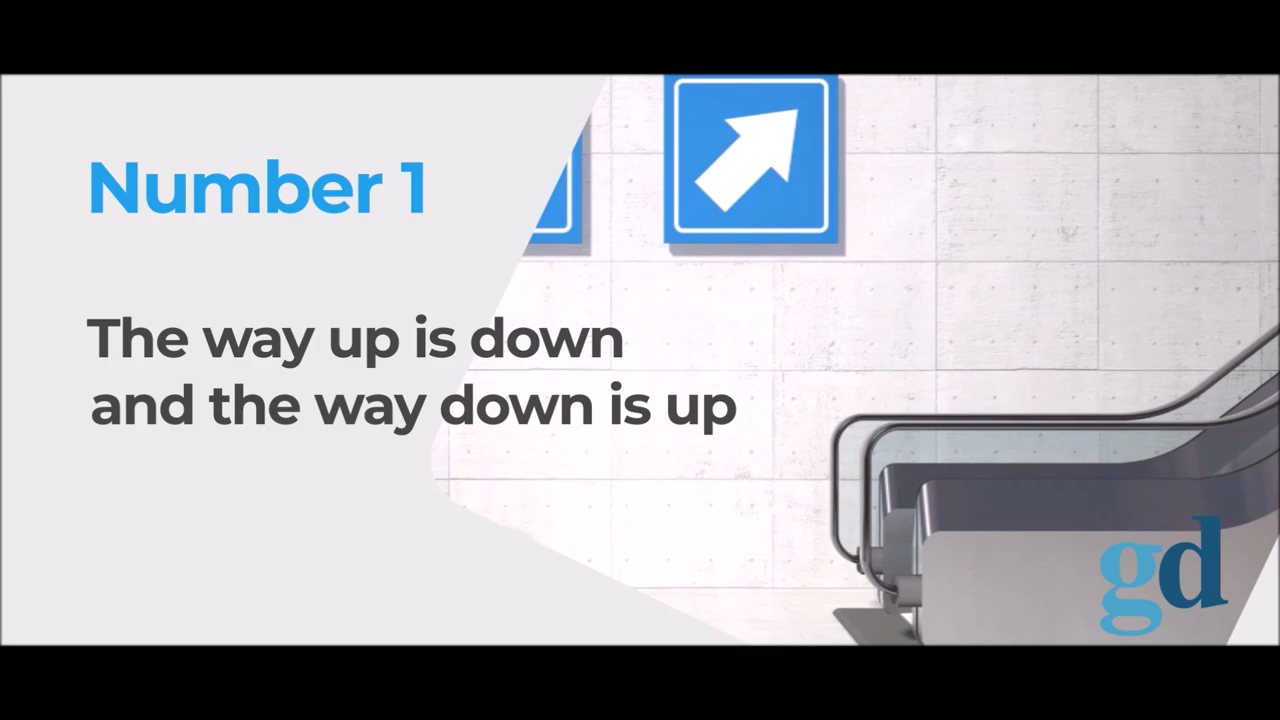 Number 1
The way up is down
and the way down is up
gd